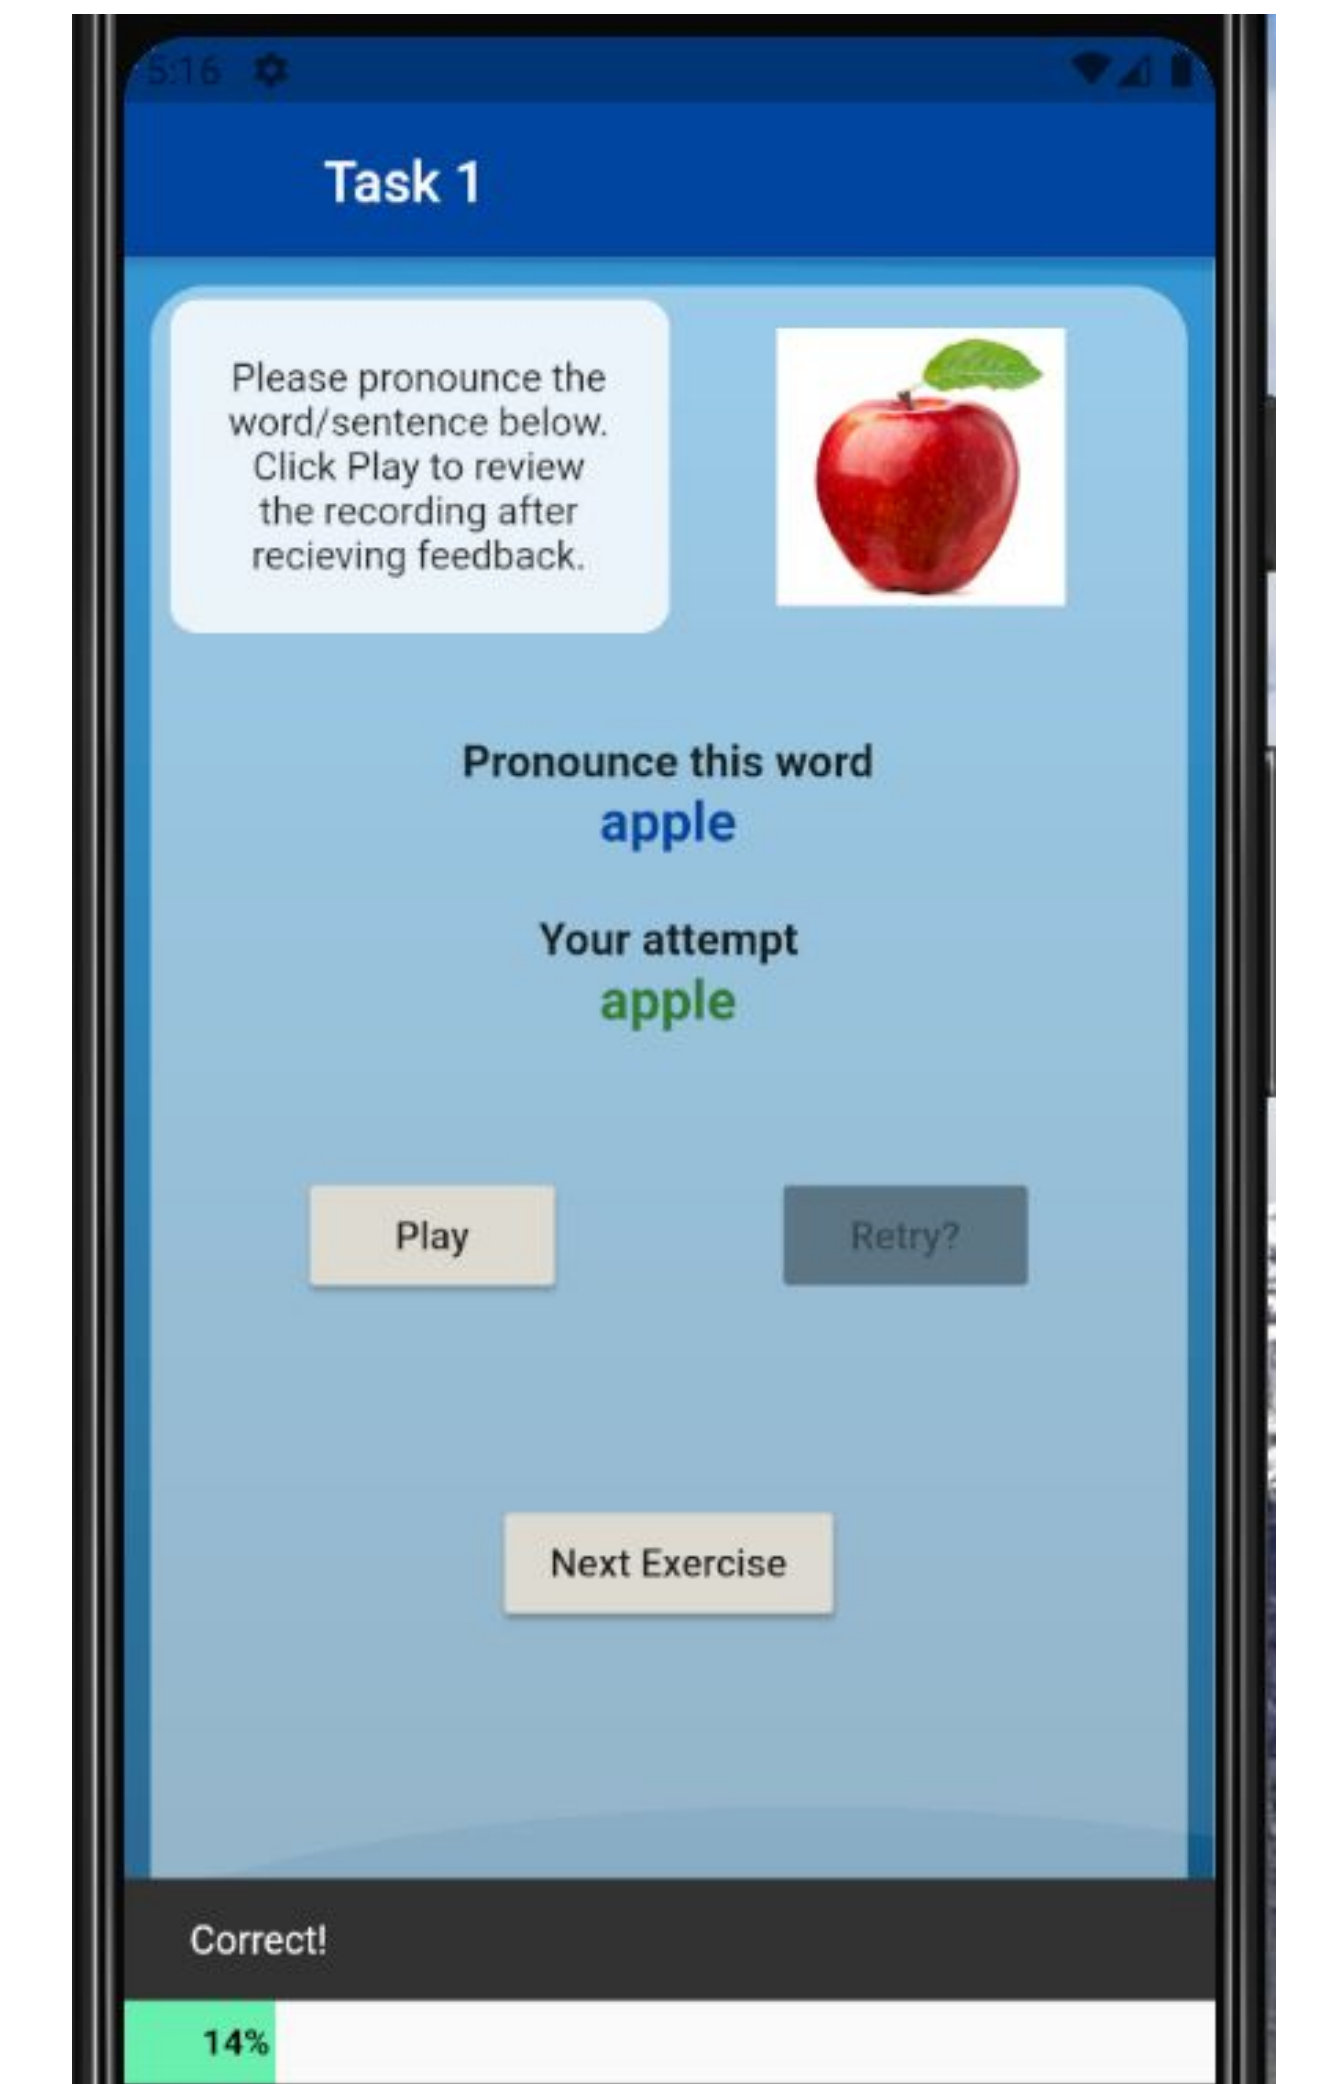 5:16
Task 1
Please pronounce the
word/sentence below.
Click Play to review
the recording after
recieving feedback.
Pronounce this word
apple
Your attempt
apple
Play
Retry?
Next Exercise
Correct!
14%